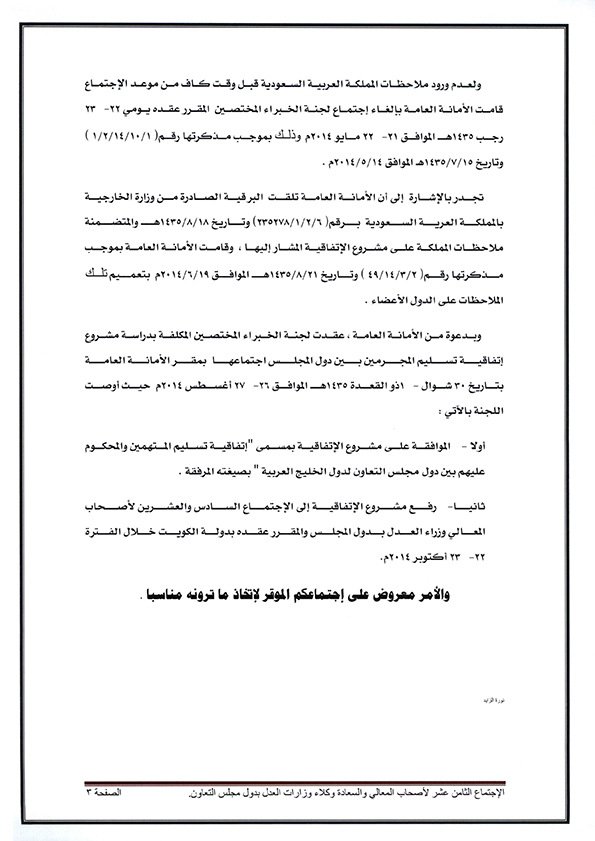 ولعدم ورود ملاحظات المملكة العربية السعودية قبل وقت كاف من موعد الإجتماع
قامت الأمانة العامة بإلغاء إجتماع لجنة الخبراء المختصين المقرر عقده يومي ٢٢- ٢٣
رجب ١٤٣٥هـ الموافق ٢١- ٢٢ مايو ٢٠١٤م وذلك بموجب مذكرتها رقم( ١/٢/١٤/١٠/١ )
وتاريخ ١٤٣٥/٧/١٥هـ الموافق ٢٠١٤/٥/١٤م .
تجدر بالإشارة إلى أن الأمانة العامة تلقت البرقية الصادرة من وزارة الخارجية
بالمملكة العربية السعودية برقم( ٢٣٥٢٧٨/١/٢/٦) وتاريخ ١٤٣٥/٨/١٨هـ والمتضمنة
ملاحظات المملكة على مشروع الإتفاقية المشار إليها ، وقامت الأمانة العامة بموجب
مذكرتها رقم( ٤٩/١٤/٣/٢ ) وتاريخ ١٤٣٥/٨/٢١هـ الموافق ٢٠١٤/٦/١٩م بتعميم تلك
الملاحظات على الدول الأعضاء .
وبدعوة من الأمانة العامة ، عقدت لجنة الخبراء المختصين المكلفة بدراسة مشروع
إتفاقية تسليم المجرمين بين دول المجلس اجتماعها بمقر الأمانة العامة
بتاريخ ٣٠ شوال - ١ذو القعدة ١٤٣٥هـ الموافق ٢٦- ٢٧ أغسطس ٢٠١٤م حيث أوصت
اللجنة بالآتي :
أولا - الموافقة على مشروع الإتفاقية بمسمى "إتفاقية تسليم المتهمين والمحكوم
عليهم بين دول مجلس التعاون لدول الخليج العربية " بصيغته المرفقة .
ثانيا- رفع مشروع الإتفاقية إلى الإجتماع السادس والعشرين لأصحاب
المعالي وزراء العدل بدول المجلس والمقرر عقده بدولة الكويت خلال الفترة
٢٢- ٢٣ أكتوبر ٢٠١٤م.
والأمر معروض على إجتماعكم الموقر لإتخاذ ما ترونه مناسبا .
نورة الزايد
الإجتماع الثامن عشر لأصحاب المعالي والسعادة وكلاء وزارات العدل بدول مجلس التعاون. الصفحة ٣